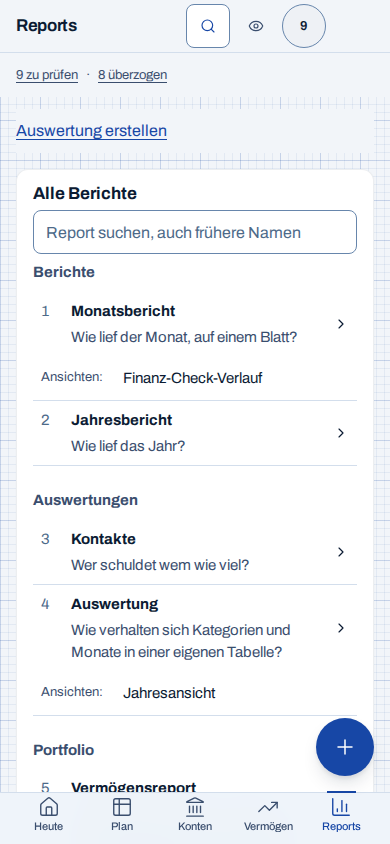 Reports
9
9 zu prüfen · 8 überzogen
Auswertung erstellen
Alle Berichte
Report suchen, auch frühere Namen
Berichte
1 Monatsbericht
Wie lief der Monat, auf einem Blatt?
Ansichten: Finanz-Check-Verlauf
2 Jahresbericht
Wie lief das Jahr?
Auswertungen
3 Kontakte
Wer schuldet wem wie viel?
4 Auswertung
Wie verhalten sich Kategorien und
Monate in einer eigenen Tabelle?
Ansichten: Jahresansicht
Portfolio
5 Vermögensreport
Heute Plan Konten Vermögen Reports